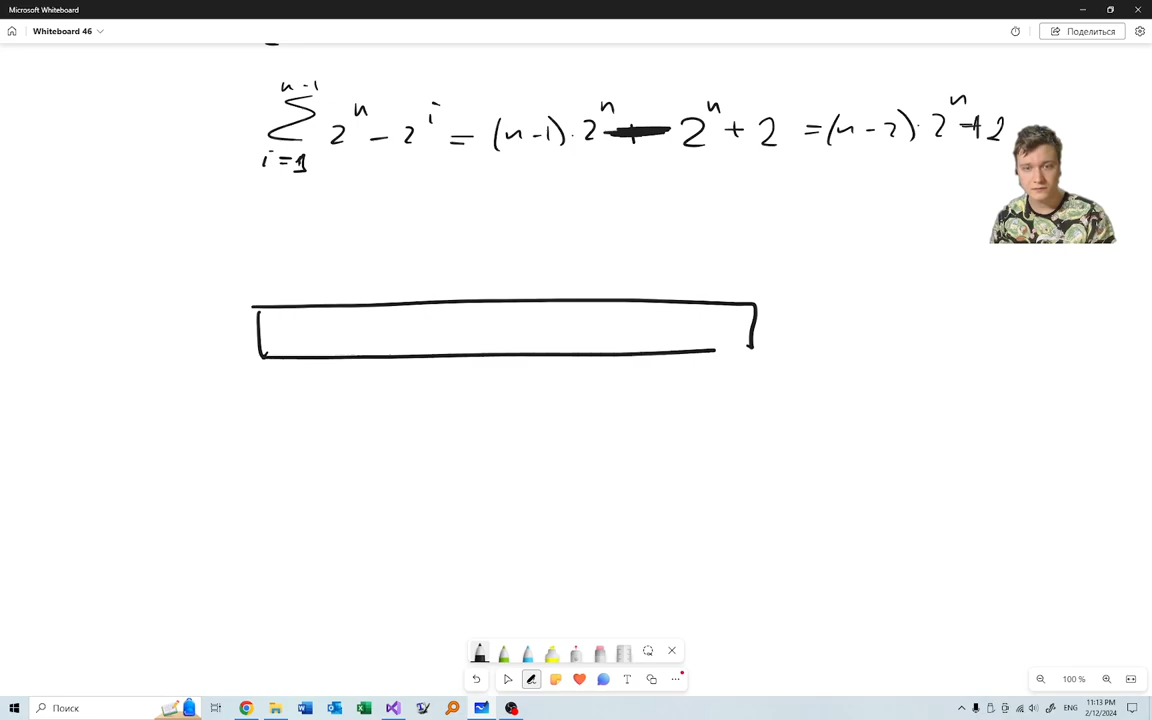 Microsoft Whiteboard
Whiteboard 46
Поделиться
n-1
∑ 2^n - 2^i = (n-1)·2^n - 2^n + 2 = (n-2)·2^n + 2
i=1
100 %
Поиск
ENG
11:13 PM
2/12/2024